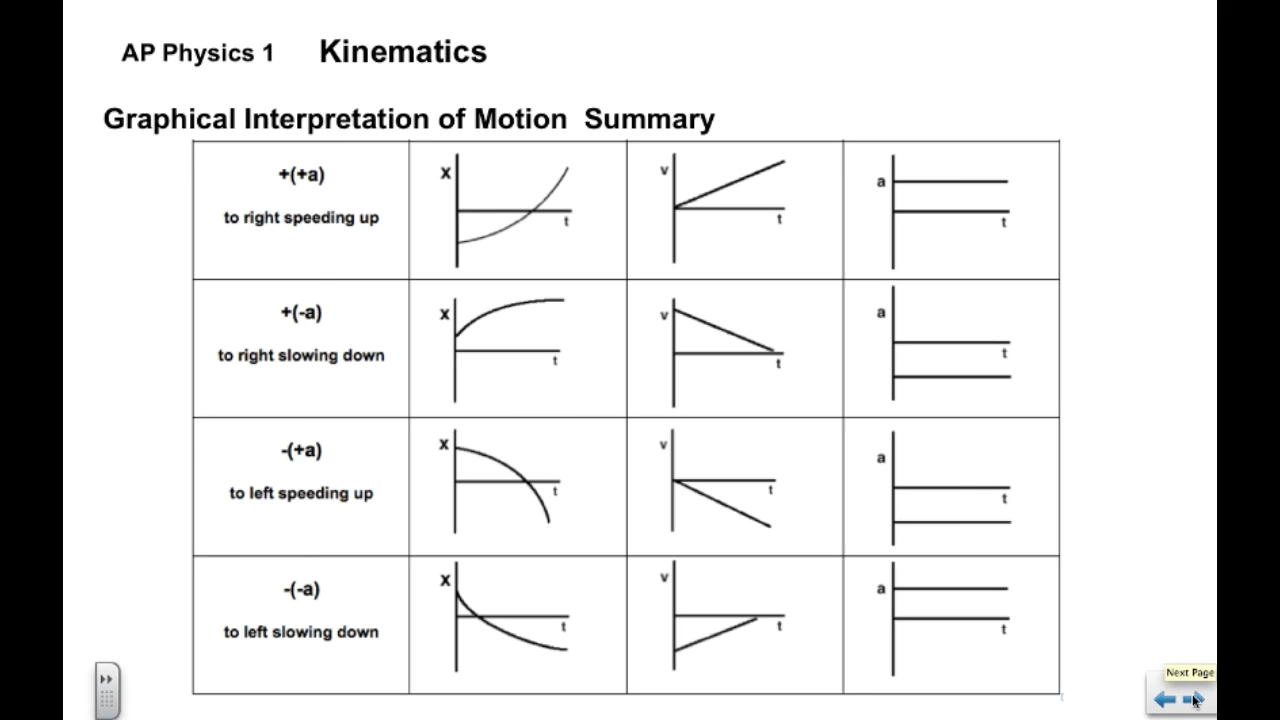 AP Physics 1 Kinematics
Graphical Interpretation of Motion Summary
+(+a)
to right speeding up
X
t
v
t
a
t
+(-a)
to right slowing down
X
t
v
t
a
t
-(+a)
to left speeding up
X
t
v
t
a
t
-(-a)
to left slowing down
X
t
v
t
a
t
Next Page